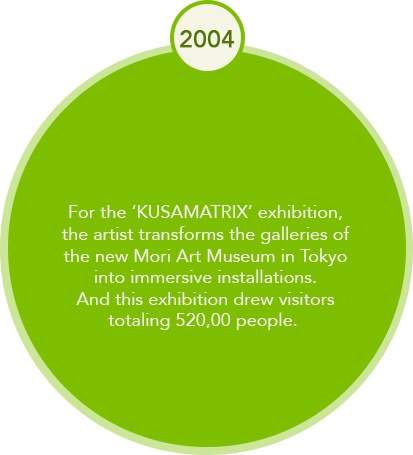 2004
For the ‘KUSAMATRIX’ exhibition,
the artist transforms the galleries of
the new Mori Art Museum in Tokyo
into immersive installations.
And this exhibition drew visitors
totaling 520,00 people.